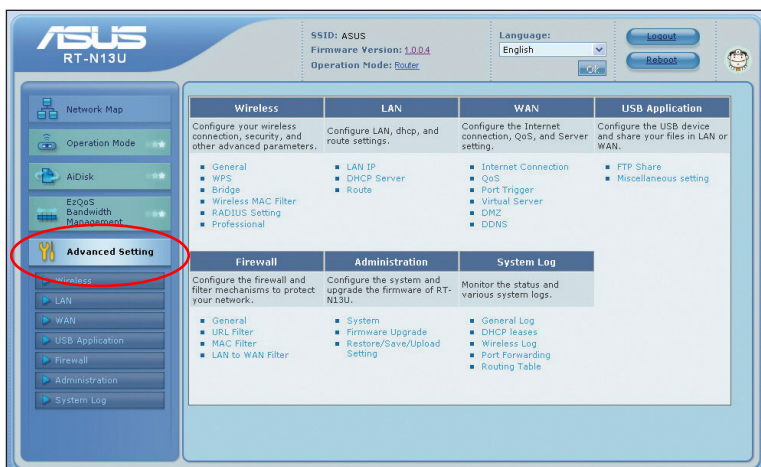 ASUS
RT-N13U
SSID: ASUS
Firmware Version: 1.0.0.4
Operation Mode: Router
Language:
English
OK
Logout
Reboot
Network Map
Operation Mode
AiDisk
EzQoS
Bandwidth
Management
Advanced Setting
Wireless
LAN
WAN
USB Application
Firewall
Administration
System Log
Wireless
Configure your wireless
connection, security, and
other advanced parameters.
General
WPS
Bridge
Wireless MAC Filter
RADIUS Setting
Professional
LAN
Configure LAN, dhcp, and
route settings.
LAN IP
DHCP Server
Route
WAN
Configure the Internet
connection, QoS, and Server
setting.
Internet Connection
QoS
Port Trigger
Virtual Server
DMZ
DDNS
USB Application
Configure the USB device
and share your files in LAN or
WAN.
FTP Share
Miscellaneous setting
Firewall
Configure the firewall and
filter mechanisms to protect
your network.
General
URL Filter
MAC Filter
LAN to WAN Filter
Administration
Configure the system and
upgrade the firmware of RT-
N13U.
System
Firmware Upgrade
Restore/Save/Upload
Setting
System Log
Monitor the status and
various system logs.
General Log
DHCP leases
Wireless Log
Port Forwarding
Routing Table